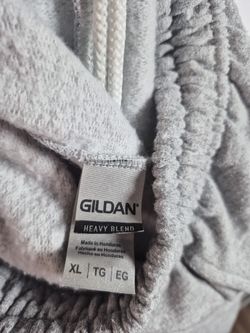 GILDAN®
HEAVY BLEND
Made in Honduras
Fabriqué au Honduras
Hecho en Honduras
XL | TG | EG